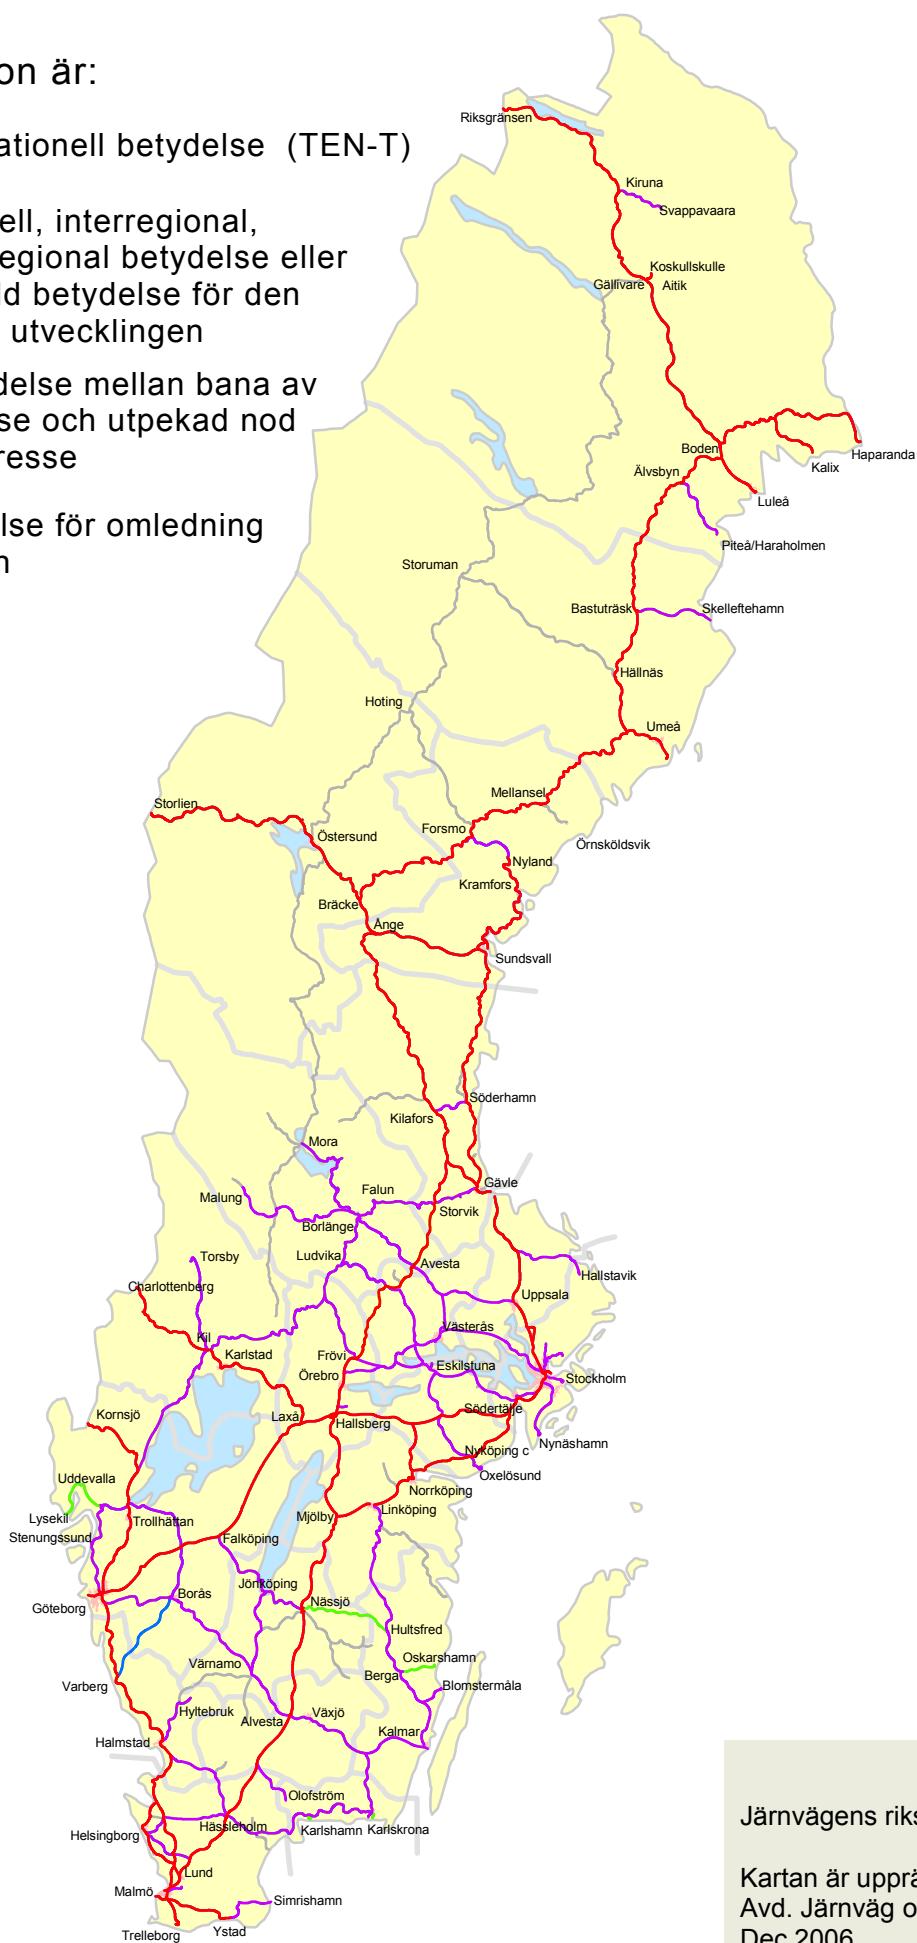 on är:
ationell betydelse (TEN-T)
ell, interregional,
egional betydelse eller
ld betydelse för den
utvecklingen
delse mellan bana av
se och utpekad nod
resse
else för omledning
n
Riksgränsen
Kiruna
Svappavaara
Koskullskulle
Gällivare
Aitik
Boden
Haparanda
Kalix
Älvsbyn
Luleå
Piteå/Haraholmen
Storuman
Bastuträsk
Skelleftehamn
Hällnäs
Hoting
Umeå
Mellansel
Storlien
Forsmo
Östersund
Örnsköldsvik
Nyland
Kramfors
Bräcke
Ånge
Sundsvall
Söderhamn
Kilafors
Mora
Gävle
Falun
Malung
Storvik
Borlänge
Torsby
Ludvika
Avesta
Hallstavik
Charlottenberg
Uppsala
Västerås
Kil
Karlstad
Frövi
Örebro
Eskilstuna
Stockholm
Kornsjö
Laxå
Hallsberg
Södertälje
Nynäshamn
Nyköping c
Oxelösund
Uddevalla
Norrköping
Lysekil
Trollhättan
Mjölby
Linköping
Stenungssund
Falköping
Jönköping
Borås
Nässjö
Göteborg
Hultsfred
Oskarshamn
Värnamo
Berga
Varberg
Blomstermåla
Hyltebruk
Växjö
Alvesta
Kalmar
Halmstad
Olofström
Hässleholm
Karlshamn
Karlskrona
Helsingborg
Lund
Malmö
Simrishamn
Ystad
Trelleborg
Järnvägens riks
Kartan är upprä
Avd. Järnväg o
Dec 2006